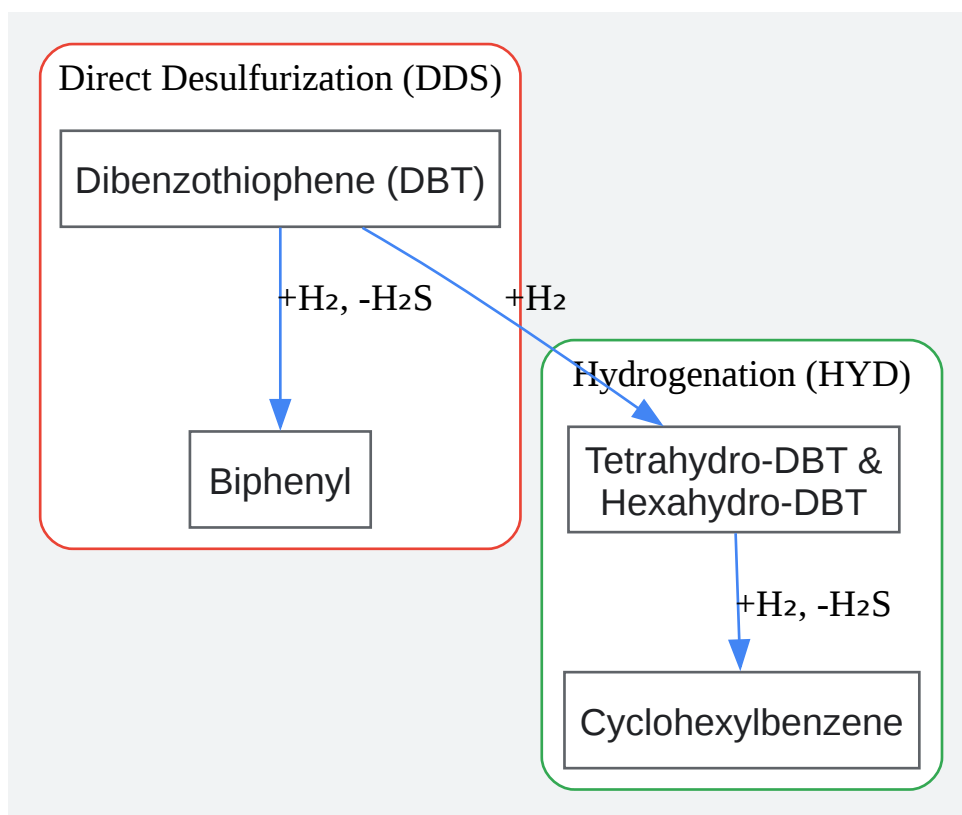 Direct Desulfurization (DDS)
Dibenzothiophene (DBT)
+H₂, -H₂S
+H₂
Biphenyl
Hydrogenation (HYD)
Tetrahydro-DBT &
Hexahydro-DBT
+H₂, -H₂S
Cyclohexylbenzene